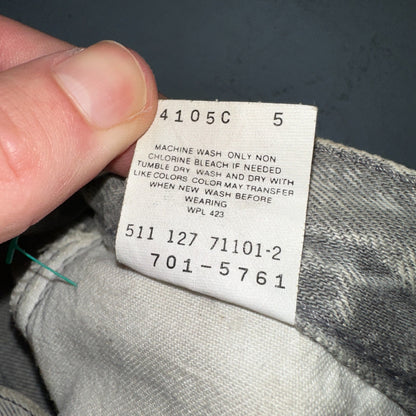 4105C 5
MACHINE WASH ONLY NON
CHLORINE BLEACH IF NEEDED
TUMBLE DRY WASH AND DRY WITH
LIKE COLORS COLOR MAY TRANSFER
WHEN NEW WASH BEFORE
WEARING
WPL 423
511 127 71101-2
701-5761